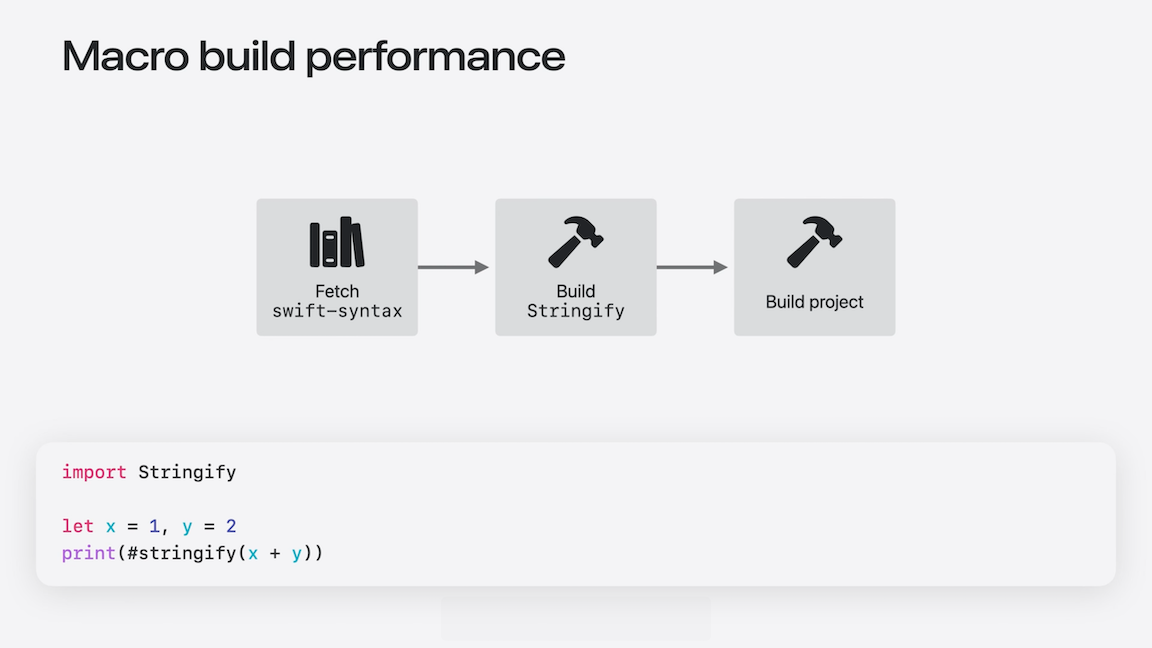 Macro build performance
Fetch
swift-syntax
Build
Stringify
Build project
import Stringify
let x = 1, y = 2
print(#stringify(x + y))